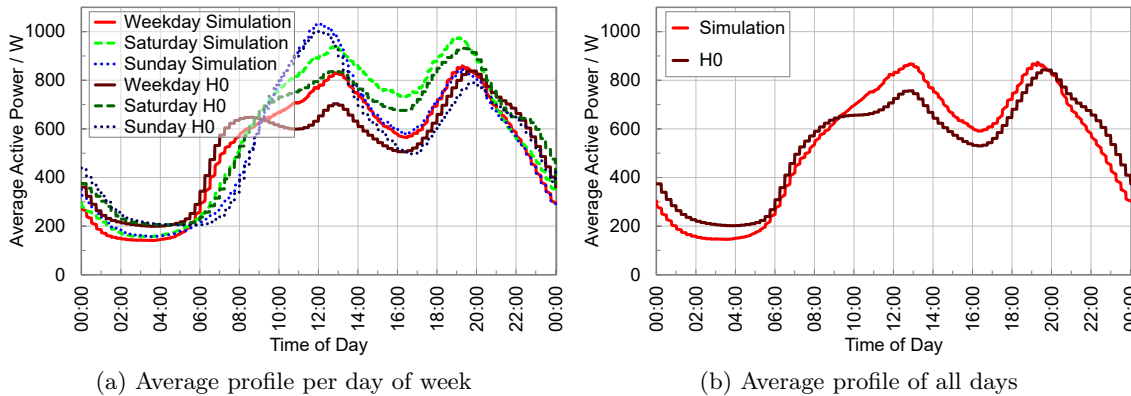 Average Active Power / W
1000
800
600
400
200
0
Weekday Simulation
Saturday Simulation
Sunday Simulation
Weekday H0
Saturday H0
Sunday H0
00:00
02:00
04:00
06:00
08:00
10:00
12:00
14:00
16:00
18:00
20:00
22:00
00:00
Time of Day
(a) Average profile per day of week
Average Active Power / W
1000
800
600
400
200
0
Simulation
H0
00:00
02:00
04:00
06:00
08:00
10:00
12:00
14:00
16:00
18:00
20:00
22:00
00:00
Time of Day
(b) Average profile of all days